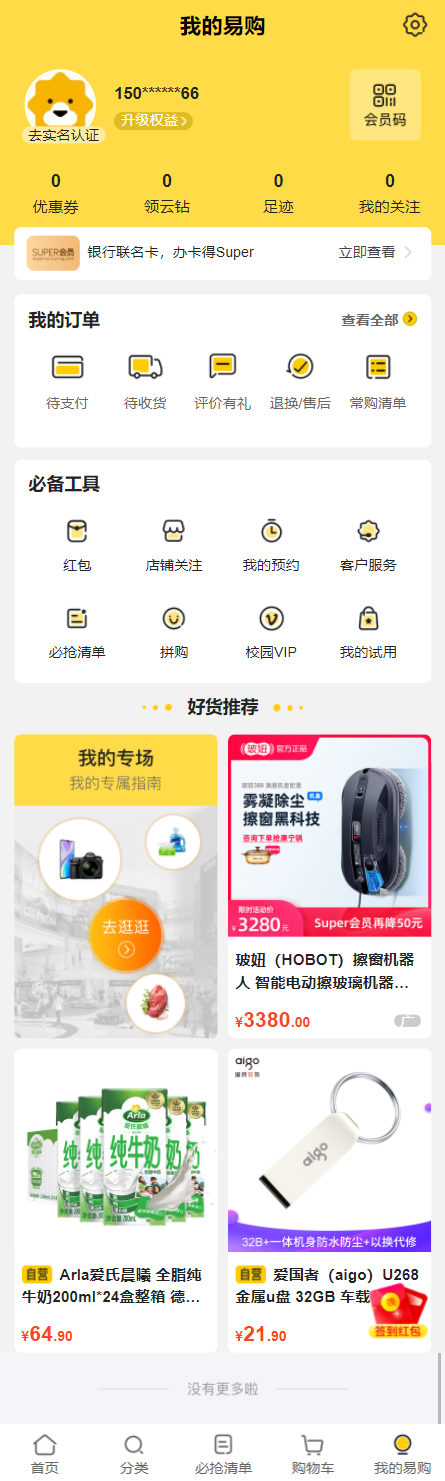 我的易购
150******66
升级权益
去实名认证
会员码
0 0 0 0
优惠券 领云钻 足迹 我的关注
SUPER会员
银行联名卡，办卡得Super 立即查看
我的订单 查看全部
待支付 待收货 评价有礼 退换/售后 常购清单
必备工具
红包 店铺关注 我的预约 客户服务
必抢清单 拼购 校园VIP 我的试用
好货推荐
我的专场
我的专属指南
去逛逛
玻妞 官方正品
雾凝除尘
擦窗黑科技
咨询下单抢康宁锅
限时活动价
¥3280元
Super会员再降50元
玻妞（HOBOT）擦窗机器
人 智能电动擦玻璃机器...
¥3380.00
广
Arla
爱氏晨曦
纯牛奶
200mL
自营 Arla爱氏晨曦 全脂纯
牛奶200ml*24盒整箱 德...
¥64.90
aigo
aigo
32B+一体机身防水防尘+以换代修
自营 爱国者（aigo）U268
金属u盘 32GB 车载
¥21.90
签到红包
没有更多啦
首页 分类 必抢清单 购物车 我的易购